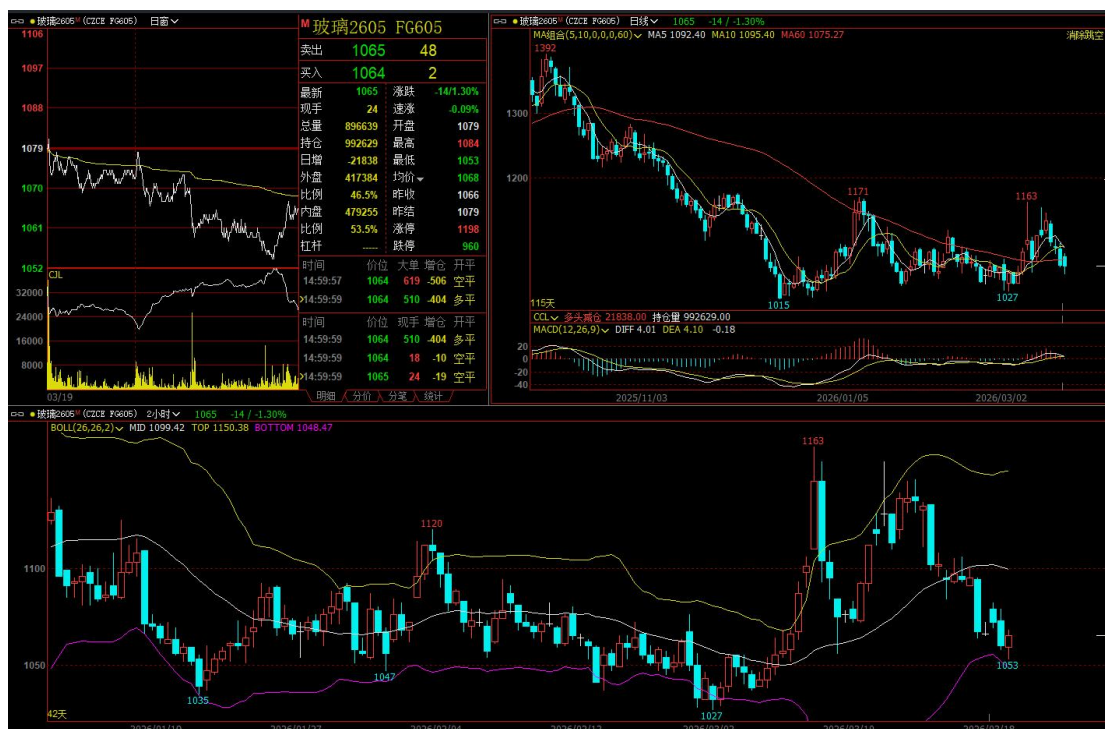 玻璃2605M (CZCE FG605) 日窗
1106
1097
1088
1079
1070
1061
1052
CJL
32000
24000
16000
8000
03/19
M 玻璃2605 FG605
卖出 1065 48
买入 1064 2
最新 1065 涨跌 -14/1.30%
现手 24 速涨 -0.09%
总量 896639 开盘 1079
持仓 992629 最高 1084
日增 -21838 最低 1053
外盘 417384 均价 1068
比例 46.5% 昨收 1066
内盘 479255 昨结 1079
比例 53.5% 涨停 1198
杠杆 ----- 跌停 960
时间 价位 大单 增仓 开平
14:59:57 1064 619 -506 空平
14:59:59 1064 510 -404 多平
时间 价位 现手 增仓 开平
14:59:59 1064 510 -404 多平
14:59:59 1064 18 -10 空平
14:59:59 1065 24 -19 空平
明细 分价 分笔 统计
玻璃2605M (CZCE FG605) 日线 1065 -14 / -1.30%
MA组合(5,10,0,0,0,60) MA5 1092.40 MA10 1095.40 MA60 1075.27 消除跳空
1392
1300
1200
1171
1163
1015
1027
115天
CCL 多头减仓 21838.00 持仓量 992629.00
MACD(12,26,9) DIFF 4.01 DEA 4.10 -0.18
20
0
-20
-40
2025/11/03 2026/01/05 2026/03/02
玻璃2605M (CZCE FG605) 2小时 1065 -14 / -1.30%
BOLL(26,26,2) MID 1099.42 TOP 1150.38 BOTTOM 1048.47
1163
1120
1100
1050
1053
1047
1035
1027
42天